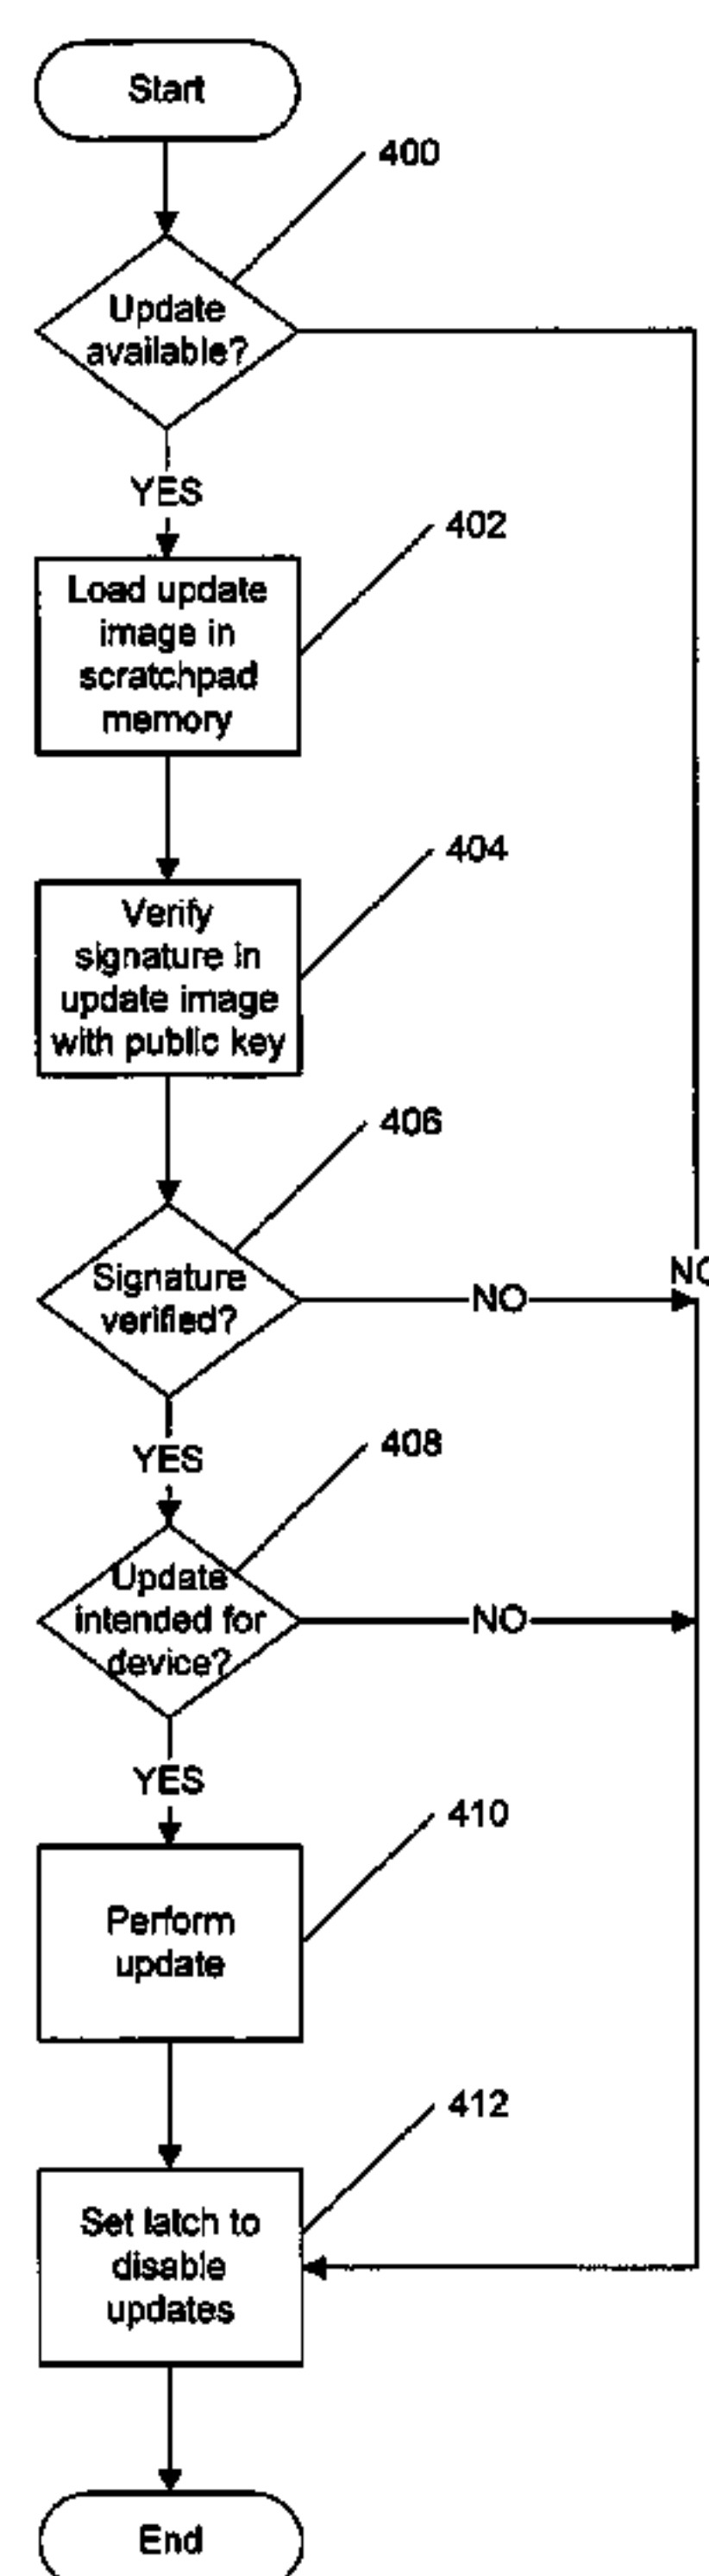 Start
400
Update
available?
YES
402
Load update
image in
scratchpad
memory
404
Verify
signature in
update image
with public key
406
Signature
verified?
NO
NO
YES
408
Update
intended for
device?
NO
YES
410
Perform
update
412
Set latch to
disable
updates
End